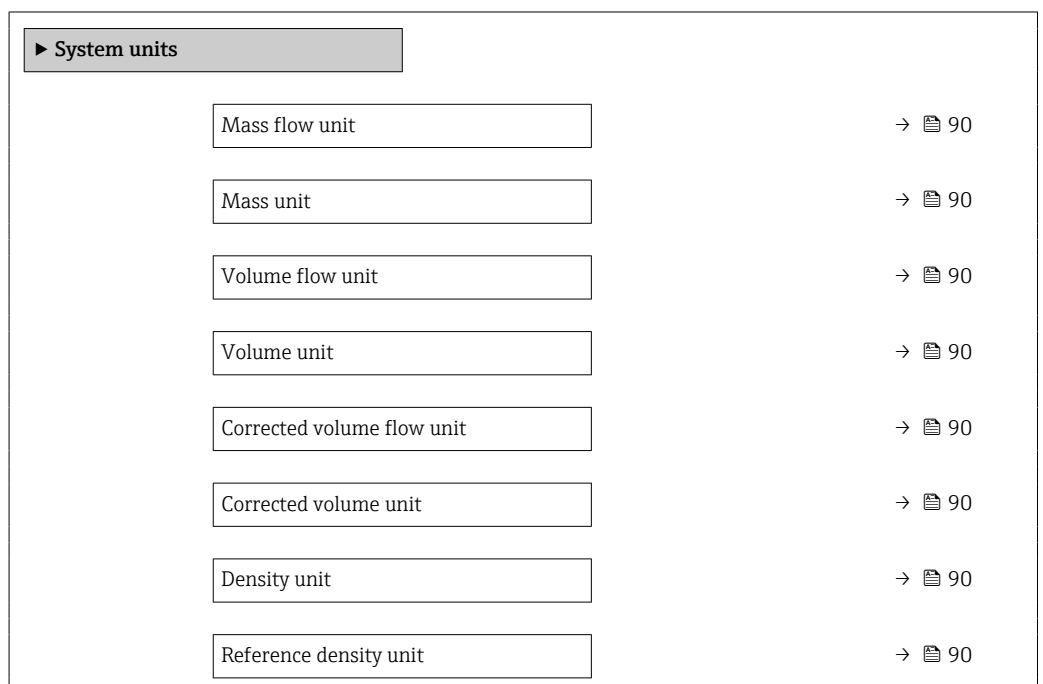 ▶ System units
Mass flow unit → 90
Mass unit → 90
Volume flow unit → 90
Volume unit → 90
Corrected volume flow unit → 90
Corrected volume unit → 90
Density unit → 90
Reference density unit → 90